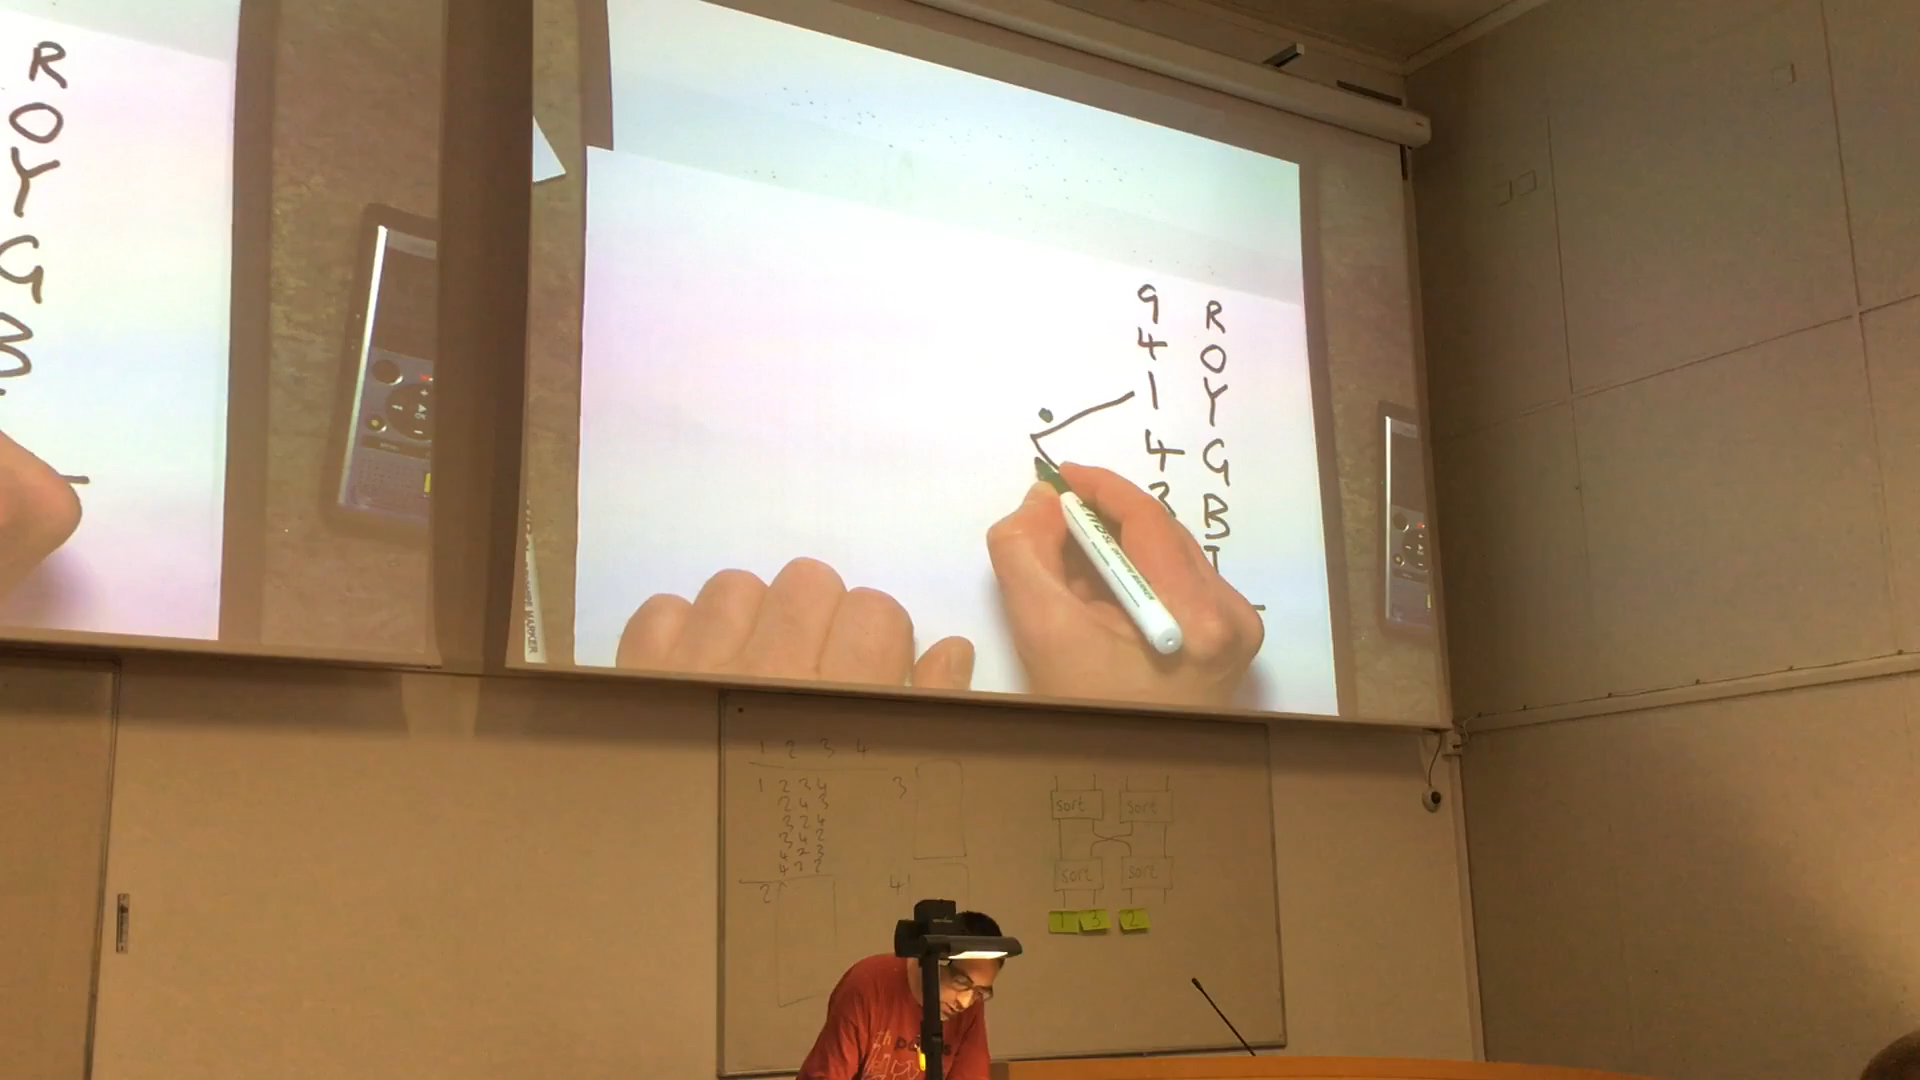 R
O
Y
G
B
9 R
4 O
1 Y
4 G
3 B
I
MARKER
1 2 3 4
1 2 3 4
2 4 3
3 2 4
3 4 2
4 2 3
4 3 2
2
3
4
sort sort
sort sort
1 3 2